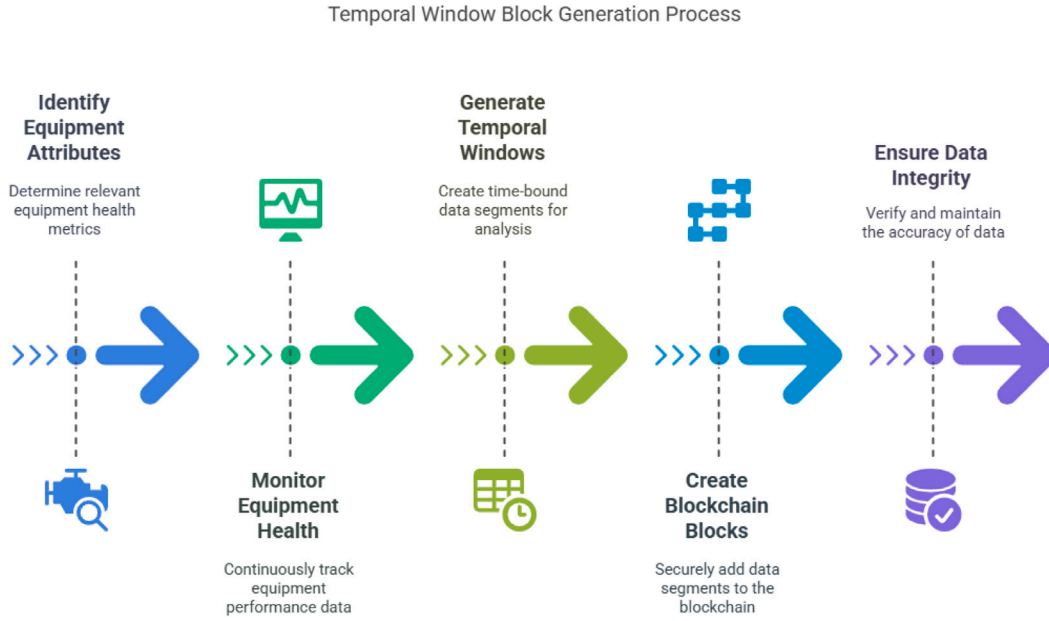 Temporal Window Block Generation Process
Identify
Equipment
Attributes
Determine relevant
equipment health
metrics
Monitor
Equipment
Health
Continuously track
equipment
performance data
Generate
Temporal
Windows
Create time-bound
data segments for
analysis
Create
Blockchain
Blocks
Securely add data
segments to the
blockchain
Ensure Data
Integrity
Verify and maintain
the accuracy of data